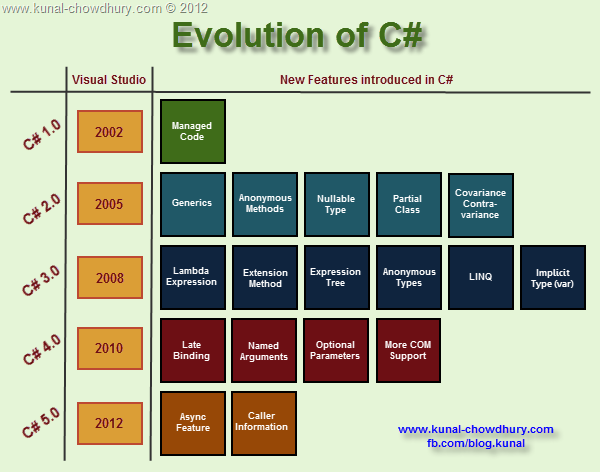 www.kunal-chowdhury.com © 2012
Evolution of C#
Visual Studio
New Features introduced in C#
C# 1.0
2002
Managed
Code
C# 2.0
2005
Generics
Anonymous
Methods
Nullable
Type
Partial
Class
Covariance
Contra-
variance
C# 3.0
2008
Lambda
Expression
Extension
Method
Expression
Tree
Anonymous
Types
LINQ
Implicit
Type (var)
C# 4.0
2010
Late
Binding
Named
Arguments
Optional
Parameters
More COM
Support
C# 5.0
2012
Async
Feature
Caller
Information
www.kunal-chowdhury.com
fb.com/blog.kunal